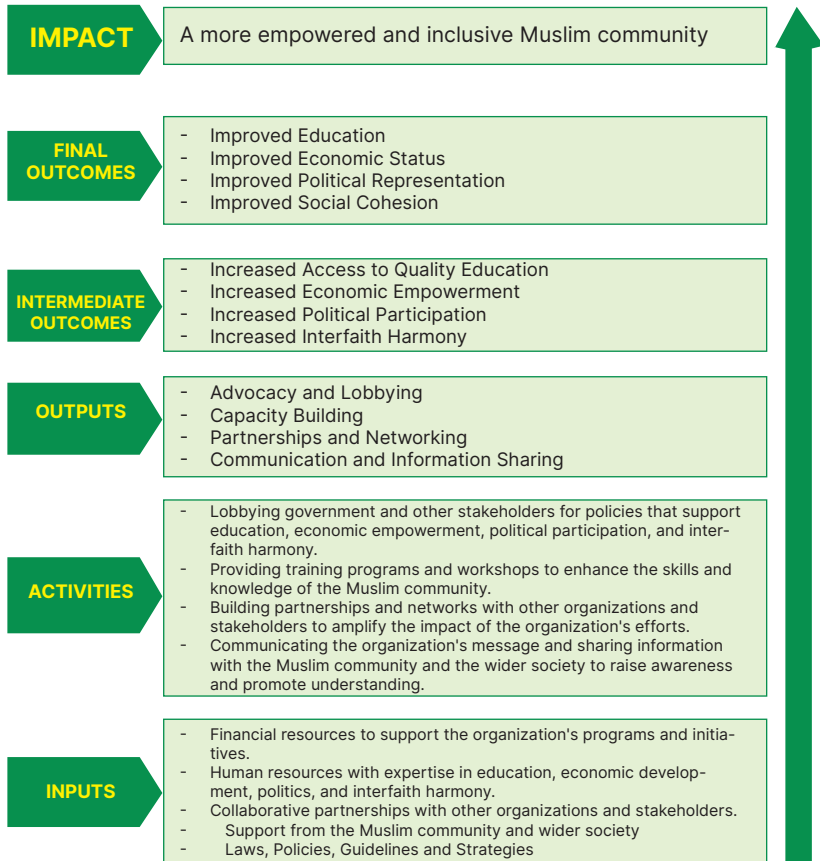 IMPACT
A more empowered and inclusive Muslim community
FINAL
OUTCOMES
- Improved Education
- Improved Economic Status
- Improved Political Representation
- Improved Social Cohesion
INTERMEDIATE
OUTCOMES
- Increased Access to Quality Education
- Increased Economic Empowerment
- Increased Political Participation
- Increased Interfaith Harmony
OUTPUTS
- Advocacy and Lobbying
- Capacity Building
- Partnerships and Networking
- Communication and Information Sharing
ACTIVITIES
- Lobbying government and other stakeholders for policies that support
education, economic empowerment, political participation, and inter-
faith harmony.
- Providing training programs and workshops to enhance the skills and
knowledge of the Muslim community.
- Building partnerships and networks with other organizations and
stakeholders to amplify the impact of the organization's efforts.
- Communicating the organization's message and sharing information
with the Muslim community and the wider society to raise awareness
and promote understanding.
INPUTS
- Financial resources to support the organization's programs and initia-
tives.
- Human resources with expertise in education, economic develop-
ment, politics, and interfaith harmony.
- Collaborative partnerships with other organizations and stakeholders.
- Support from the Muslim community and wider society
- Laws, Policies, Guidelines and Strategies